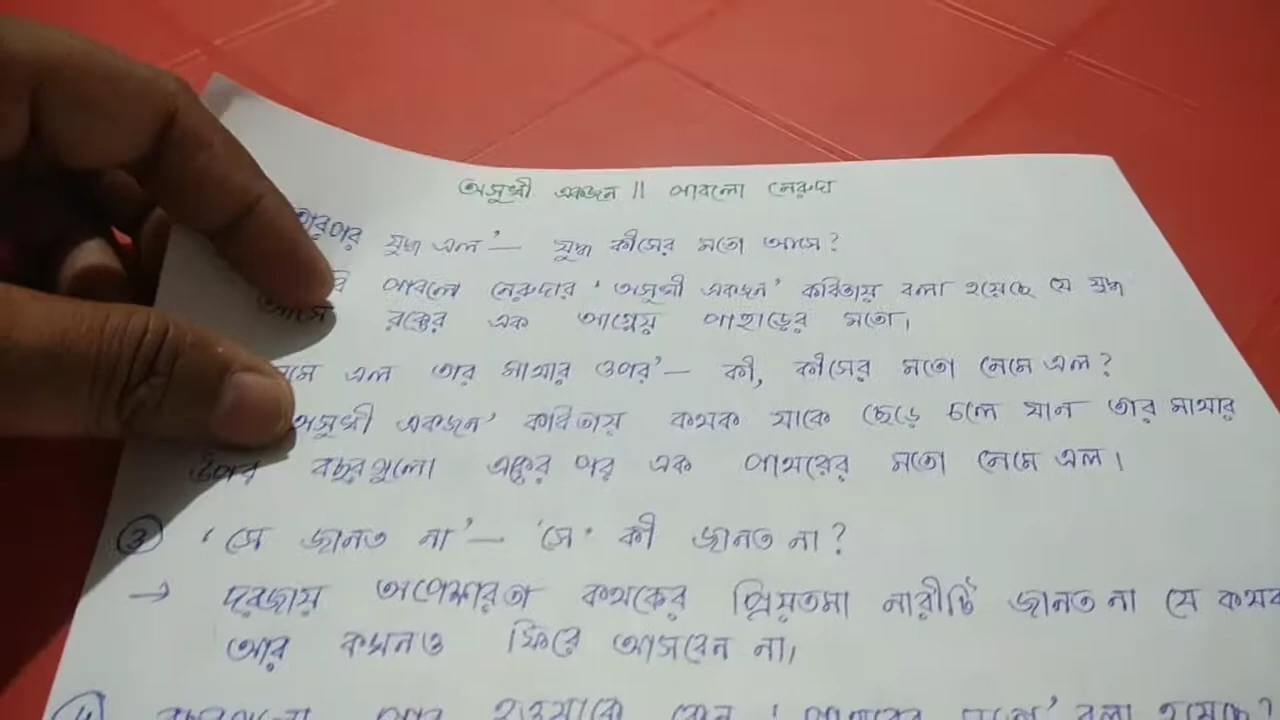 অসুখী একজন || পাবলো নেরুদা
তারপর যুদ্ধ এল’— যুদ্ধ কীসের মতো আসে?
পাবলো নেরুদার ‘অসুখী একজন’ কবিতায় বলা হয়েছে যে যুদ্ধ
আসে রক্তের এক আগ্নেয় পাহাড়ের মতো।
এল তার মাথার ওপর’— কী, কীসের মতো নেমে এল?
অসুখী একজন’ কবিতায় কথক যাকে ছেড়ে চলে যান তার মাথার
উপর বছরগুলো একের পর এক পাথরের মতো নেমে এল।
③ ‘সে জানত না’— ‘সে’ কী জানত না?
→ দরজায় অপেক্ষারতা কথকের প্রিয়তমা নারীটি জানত না যে কথক
আর কখনও ফিরে আসবেন না।